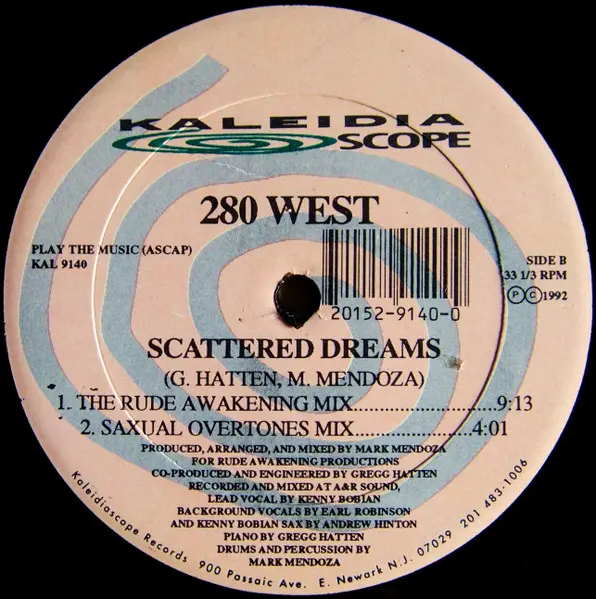 KALEIDIA
SCOPE
280 WEST
PLAY THE MUSIC (ASCAP)
KAL 9140
SIDE B
33 1/3 RPM
Ⓟ Ⓒ 1992
20152-9140-0
SCATTERED DREAMS
(G. HATTEN, M. MENDOZA)
1. THE RUDE AWAKENING MIX............................9:13
2. SAXUAL OVERTONES MIX.......................4:01
PRODUCED, ARRANGED, AND MIXED BY MARK MENDOZA
FOR RUDE AWAKENING PRODUCTIONS
CO-PRODUCED AND ENGINEERED BY GREGG HATTEN
RECORDED AND MIXED AT A&R SOUND,
LEAD VOCAL BY KENNY BOBIAN
BACKGROUND VOCALS BY EARL ROBINSON
AND KENNY BOBIAN SAX BY ANDREW HINTON
PIANO BY GREGG HATTEN
DRUMS AND PERCUSSION BY
MARK MENDOZA
Kaleidiascope Records 900 Passaic Ave. E. Newark N.J. 07029 201 483-1006